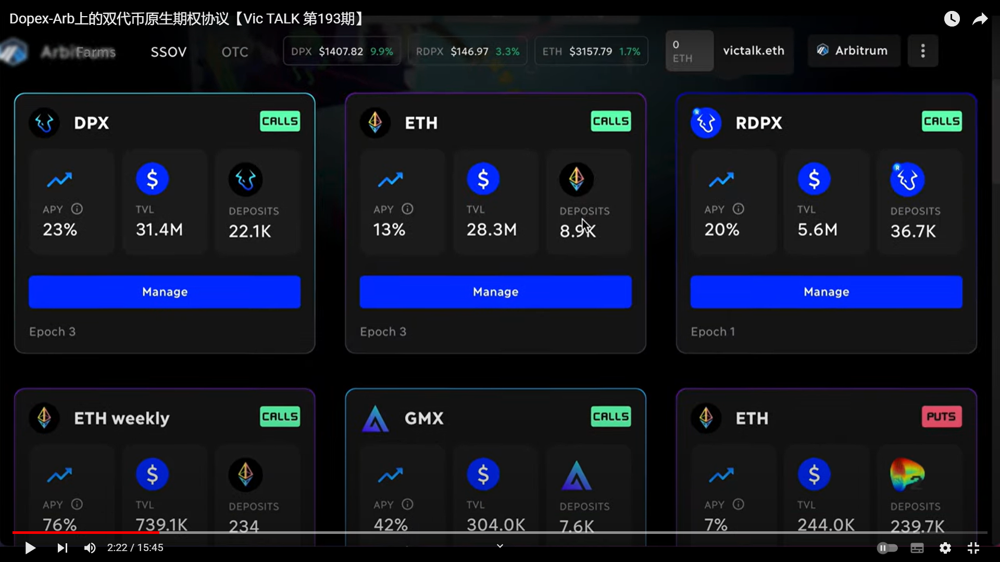 Dopex-Arb上的双代币原生期权协议【Vic TALK 第193期】
Farms SSOV OTC DPX $1407.82 9.9% RDPX $146.97 3.3% ETH $3157.79 1.7% 0 ETH victalk.eth Arbitrum
DPX CALLS
APY 23% TVL 31.4M DEPOSITS 22.1K
Manage
Epoch 3
ETH CALLS
APY 13% TVL 28.3M DEPOSITS 8.9K
Manage
Epoch 3
RDPX CALLS
APY 20% TVL 5.6M DEPOSITS 36.7K
Manage
Epoch 1
ETH weekly CALLS
APY 76% TVL 739.1K DEPOSITS 234
GMX CALLS
APY 42% TVL 304.0K DEPOSITS 7.6K
ETH PUTS
APY 7% TVL 244.0K DEPOSITS 239.7K
2:22 / 15:45